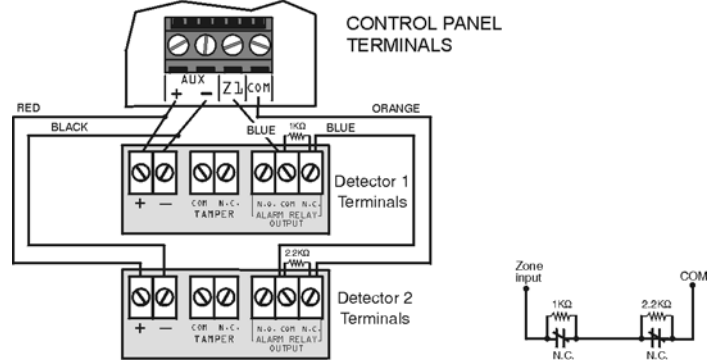 CONTROL PANEL
TERMINALS
AUX
+ − Z1 COM
RED
ORANGE
BLACK
BLUE
1KΩ
BLUE
Detector 1
Terminals
+ − COM N.C. N.O. COM N.C.
TAMPER
ALARM RELAY
OUTPUT
2.2KΩ
Detector 2
Terminals
+ − COM N.C. N.O. COM N.C.
TAMPER
ALARM RELAY
OUTPUT
Zone
input
COM
1KΩ
2.2KΩ
N.C.
N.C.